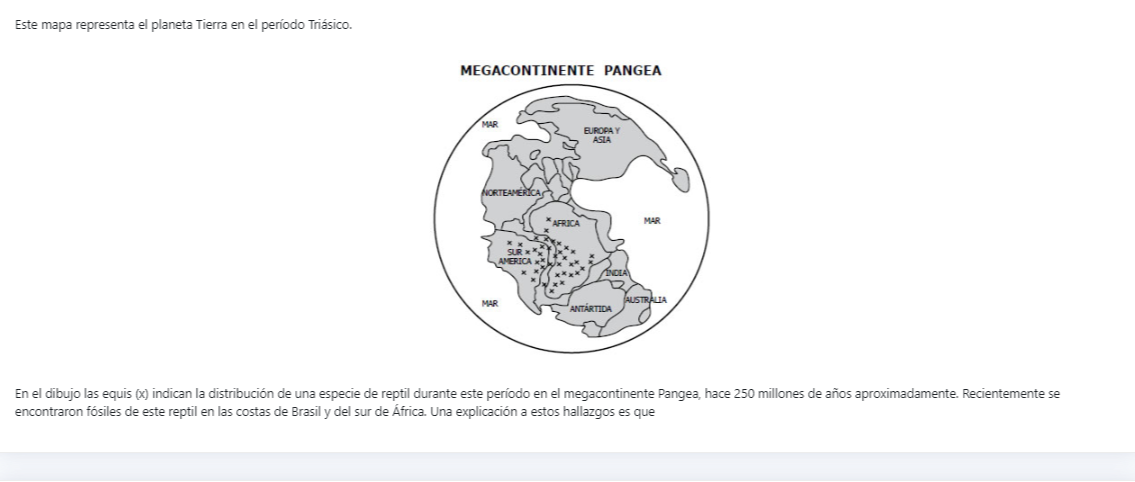 Este mapa representa el planeta Tierra en el período Triásico.
MEGACONTINENTE PANGEA
MAR
EUROPA Y
ASIA
NORTEAMÉRICA
AFRICA
MAR
SUR
AMERICA
INDIA
MAR
ANTÁRTIDA
AUSTRALIA
En el dibujo las equis (x) indican la distribución de una especie de reptil durante este período en el megacontinente Pangea, hace 250 millones de años aproximadamente. Recientemente se
encontraron fósiles de este reptil en las costas de Brasil y del sur de África. Una explicación a estos hallazgos es que